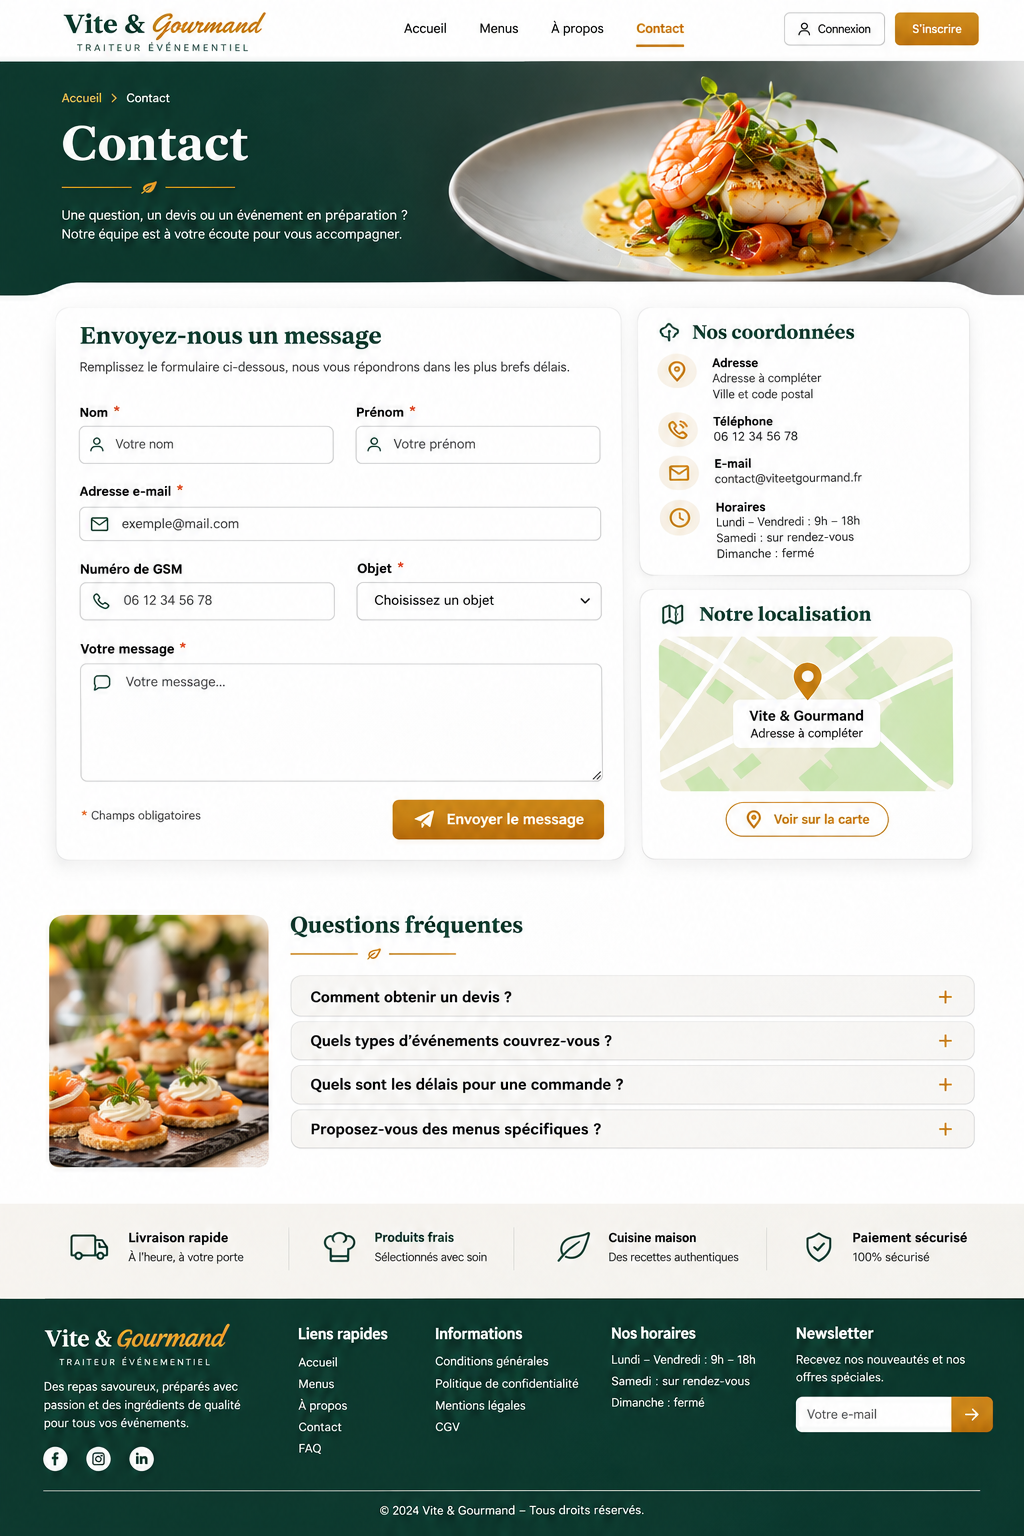 Vite & Gourmand
TRAITEUR ÉVÉNEMENTIEL
Accueil
Menus
À propos
Contact
Connexion
S'inscrire
Accueil > Contact
Contact
Une question, un devis ou un événement en préparation ?
Notre équipe est à votre écoute pour vous accompagner.
Envoyez-nous un message
Remplissez le formulaire ci-dessous, nous vous répondrons dans les plus brefs délais.
Nom *
Prénom *
Votre nom
Votre prénom
Adresse e-mail *
exemple@mail.com
Numéro de GSM
Objet *
06 12 34 56 78
Choisissez un objet
Votre message *
Votre message...
* Champs obligatoires
Envoyer le message
Nos coordonnées
Adresse
Adresse à compléter
Ville et code postal
Téléphone
06 12 34 56 78
E-mail
contact@viteetgourmand.fr
Horaires
Lundi – Vendredi : 9h – 18h
Samedi : sur rendez-vous
Dimanche : fermé
Notre localisation
Vite & Gourmand
Adresse à compléter
Voir sur la carte
Questions fréquentes
Comment obtenir un devis ?
Quels types d'événements couvrez-vous ?
Quels sont les délais pour une commande ?
Proposez-vous des menus spécifiques ?
Livraison rapide
À l'heure, à votre porte
Produits frais
Sélectionnés avec soin
Cuisine maison
Des recettes authentiques
Paiement sécurisé
100% sécurisé
Vite & Gourmand
TRAITEUR ÉVÉNEMENTIEL
Des repas savoureux, préparés avec
passion et des ingrédients de qualité
pour tous vos événements.
Liens rapides
Accueil
Menus
À propos
Contact
FAQ
Informations
Conditions générales
Politique de confidentialité
Mentions légales
CGV
Nos horaires
Lundi – Vendredi : 9h – 18h
Samedi : sur rendez-vous
Dimanche : fermé
Newsletter
Recevez nos nouveautés et nos
offres spéciales.
Votre e-mail
© 2024 Vite & Gourmand – Tous droits réservés.